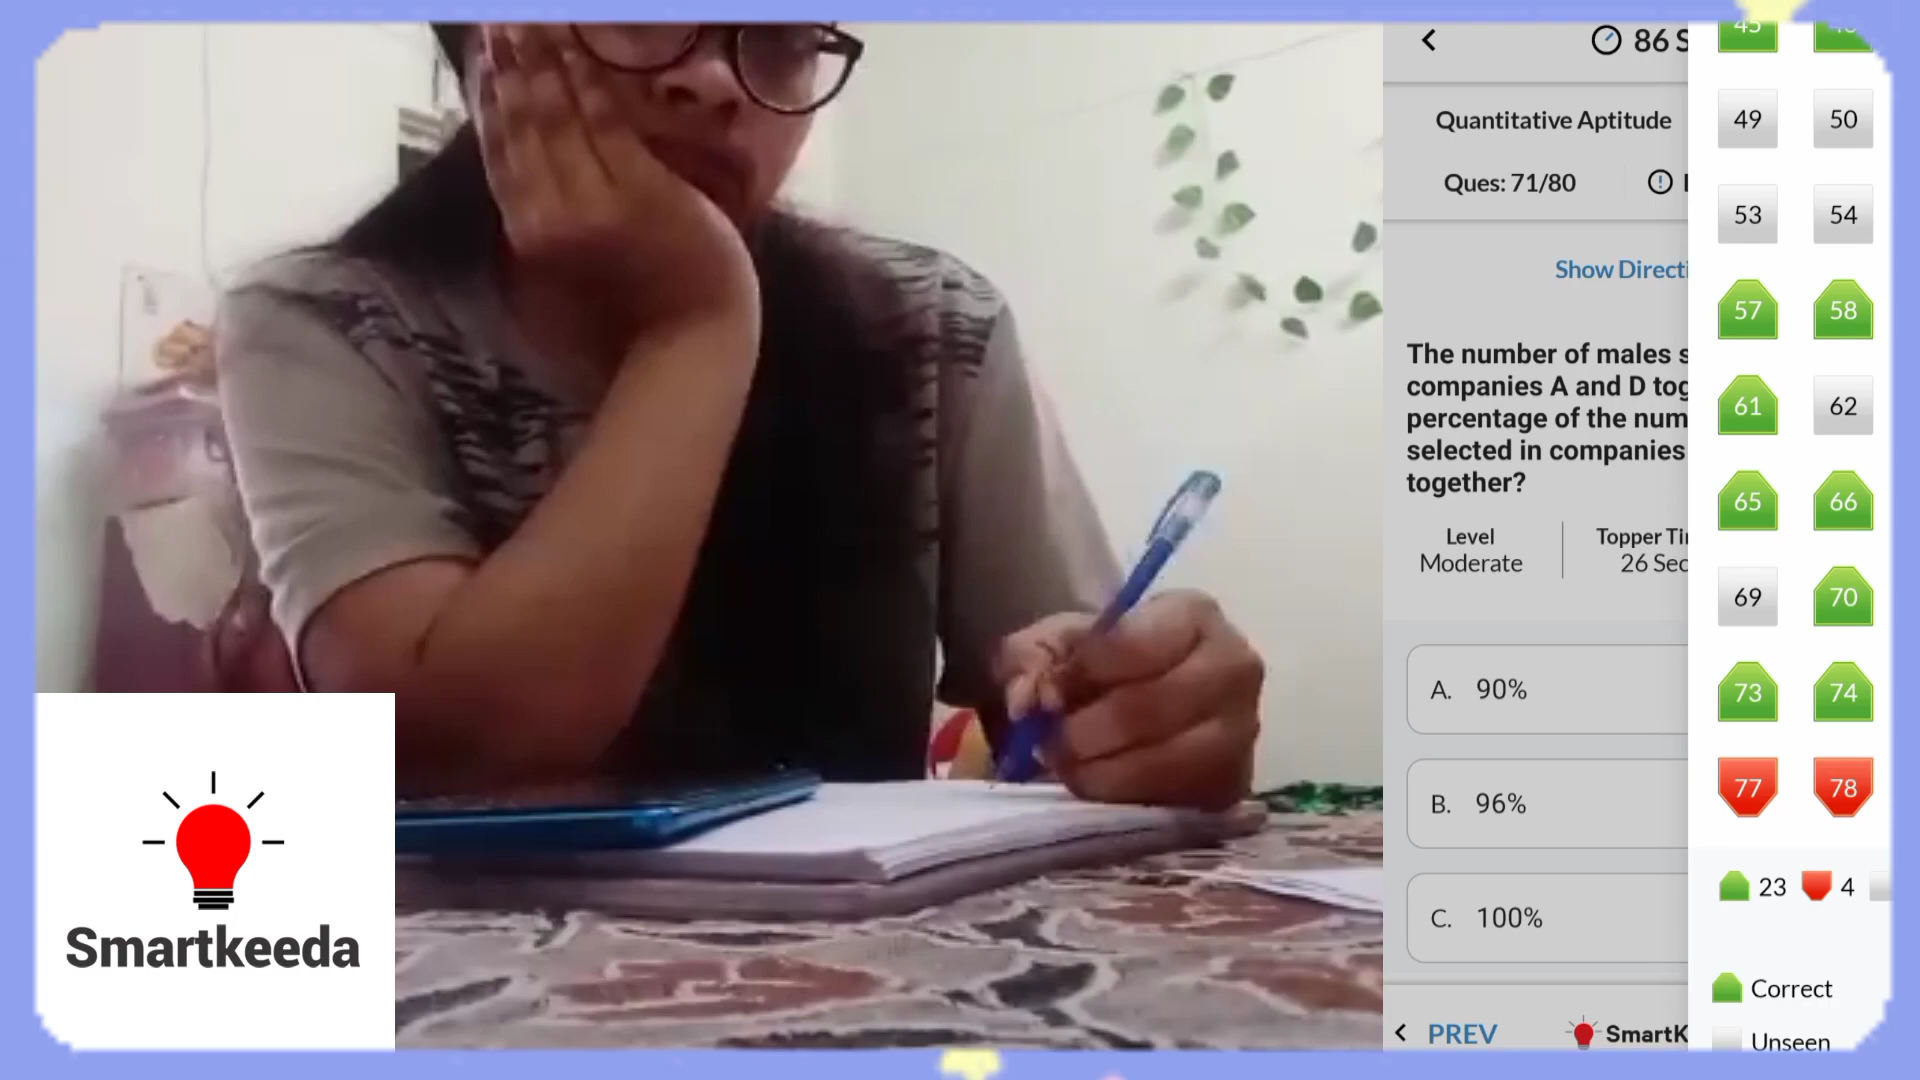 86 S
Quantitative Aptitude
Ques: 71/80
Show Directi
The number of males s
companies A and D tog
percentage of the num
selected in companies
together?
Level
Moderate
Topper Ti
26 Sec
A. 90%
B. 96%
C. 100%
PREV
SmartK
45
49 50
53 54
57 58
61 62
65 66
69 70
73 74
77 78
23 4
Correct
Unseen
Smartkeeda